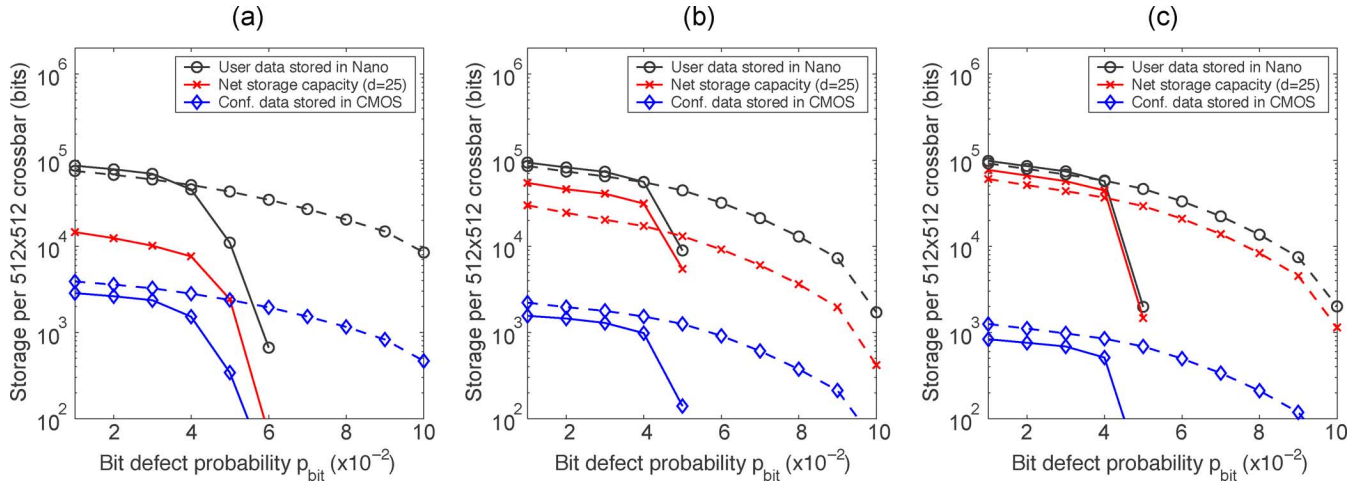 (a)
Storage per 512x512 crossbar (bits)
10^6
10^5
10^4
10^3
10^2
User data stored in Nano
Net storage capacity (d=25)
Conf. data stored in CMOS
2 4 6 8 10
Bit defect probability p_bit (x10^-2)
(b)
Storage per 512x512 crossbar (bits)
10^6
10^5
10^4
10^3
10^2
User data stored in Nano
Net storage capacity (d=25)
Conf. data stored in CMOS
2 4 6 8 10
Bit defect probability p_bit (x10^-2)
(c)
Storage per 512x512 crossbar (bits)
10^6
10^5
10^4
10^3
10^2
User data stored in Nano
Net storage capacity (d=25)
Conf. data stored in CMOS
2 4 6 8 10
Bit defect probability p_bit (x10^-2)